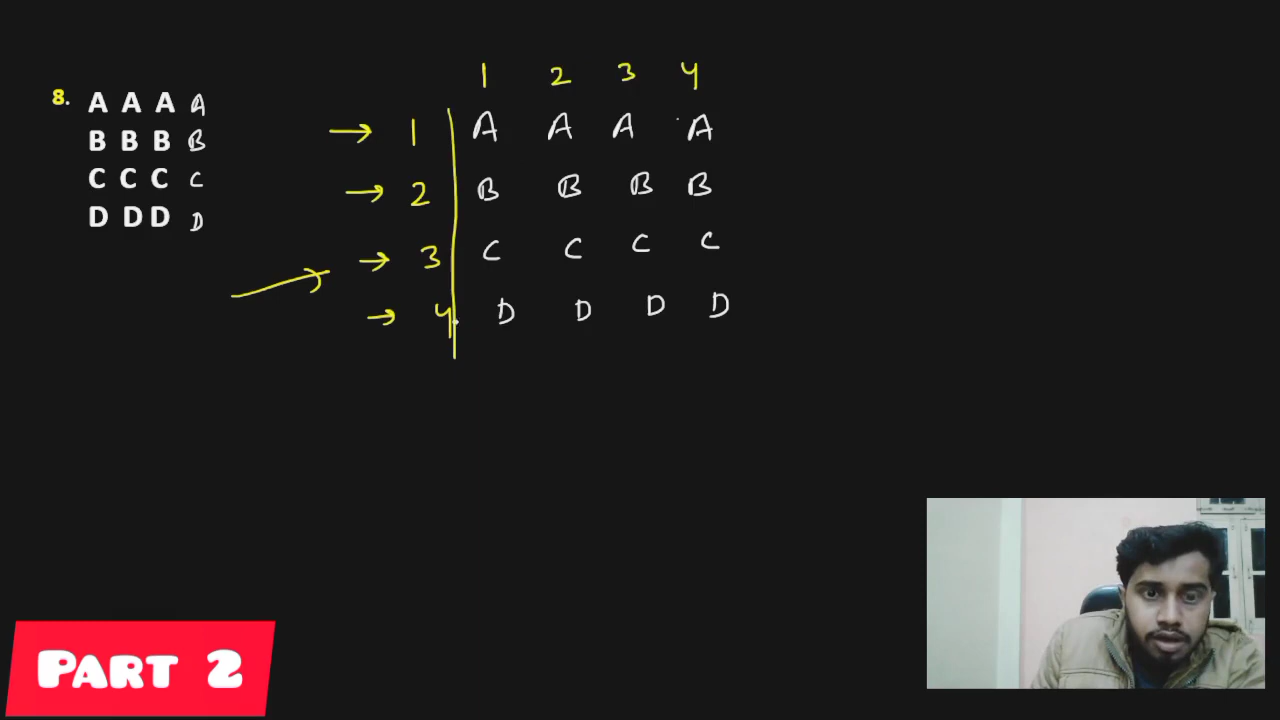 8. A A A A
B B B B
C C C C
D D D D
1 2 3 4
→ 1 A A A A
→ 2 B B B B
→ 3 C C C C
→ 4 D D D D
PART 2